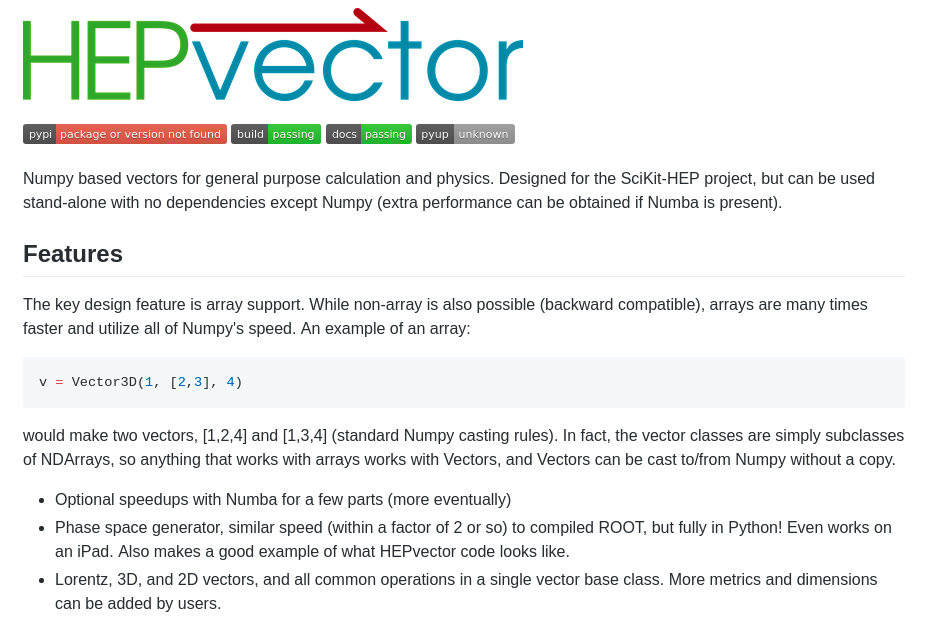 HEPvector
pypi package or version not found build passing docs passing pyup unknown
Numpy based vectors for general purpose calculation and physics. Designed for the SciKit-HEP project, but can be used
stand-alone with no dependencies except Numpy (extra performance can be obtained if Numba is present).
Features
The key design feature is array support. While non-array is also possible (backward compatible), arrays are many times
faster and utilize all of Numpy's speed. An example of an array:
v = Vector3D(1, [2,3], 4)
would make two vectors, [1,2,4] and [1,3,4] (standard Numpy casting rules). In fact, the vector classes are simply subclasses
of NDArrays, so anything that works with arrays works with Vectors, and Vectors can be cast to/from Numpy without a copy.
• Optional speedups with Numba for a few parts (more eventually)
• Phase space generator, similar speed (within a factor of 2 or so) to compiled ROOT, but fully in Python! Even works on
an iPad. Also makes a good example of what HEPvector code looks like.
• Lorentz, 3D, and 2D vectors, and all common operations in a single vector base class. More metrics and dimensions
can be added by users.